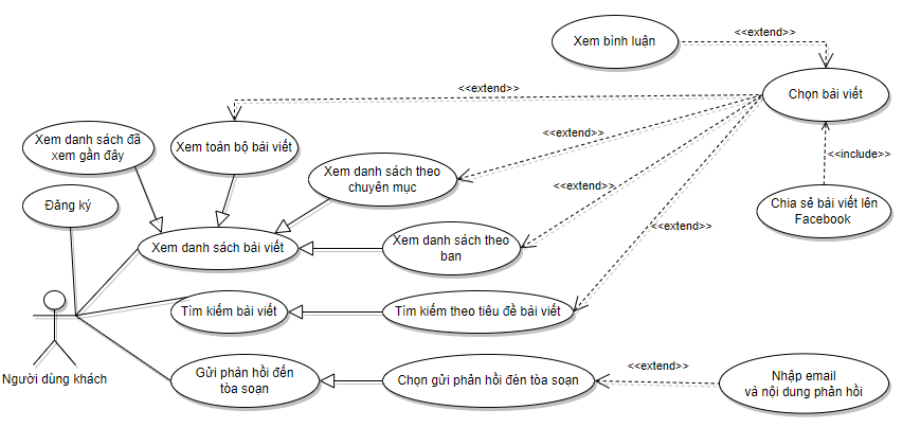 Xem bình luận
<<extend>>
<<extend>>
Chọn bài viết
Xem danh sách đã
xem gần đây
Xem toàn bộ bài viết
<<extend>>
<<include>>
Xem danh sách theo
chuyên mục
<<extend>>
Đăng ký
Chia sẻ bài viết lên
Facebook
<<extend>>
Xem danh sách bài viết
Xem danh sách theo
ban
Tìm kiếm bài viết
Tìm kiếm theo tiêu đề bài viết
Người dùng khách
Gửi phản hồi đến
tòa soạn
Chọn gửi phản hồi đén tòa soạn
<<extend>>
Nhập email
và nội dung phản hồi